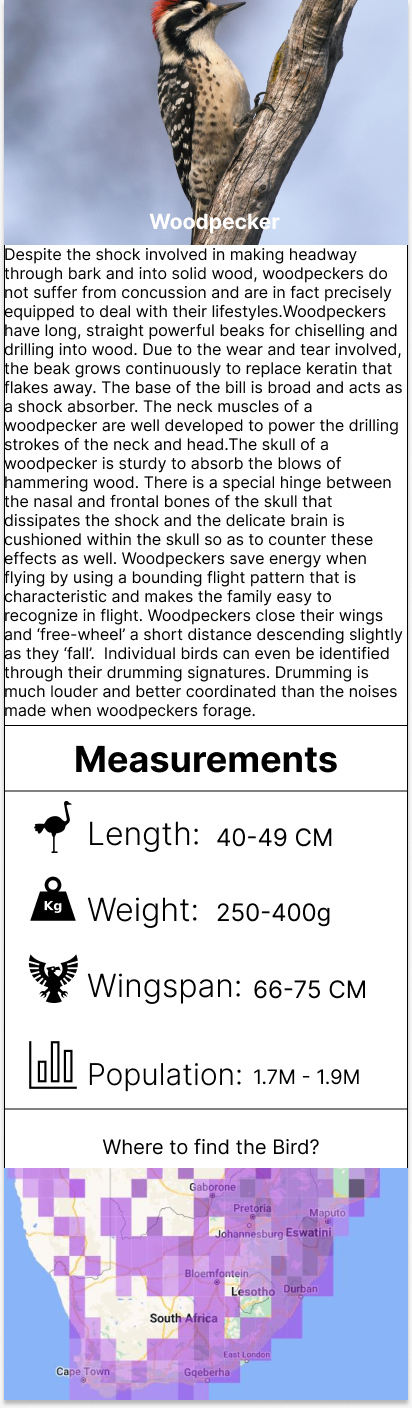 Woodpecker
Despite the shock involved in making headway
through bark and into solid wood, woodpeckers do
not suffer from concussion and are in fact precisely
equipped to deal with their lifestyles.Woodpeckers
have long, straight powerful beaks for chiselling and
drilling into wood. Due to the wear and tear involved,
the beak grows continuously to replace keratin that
flakes away. The base of the bill is broad and acts as
a shock absorber. The neck muscles of a
woodpecker are well developed to power the drilling
strokes of the neck and head.The skull of a
woodpecker is sturdy to absorb the blows of
hammering wood. There is a special hinge between
the nasal and frontal bones of the skull that
dissipates the shock and the delicate brain is
cushioned within the skull so as to counter these
effects as well. Woodpeckers save energy when
flying by using a bounding flight pattern that is
characteristic and makes the family easy to
recognize in flight. Woodpeckers close their wings
and ‘free-wheel’ a short distance descending slightly
as they ‘fall’.  Individual birds can even be identified
through their drumming signatures. Drumming is
much louder and better coordinated than the noises
made when woodpeckers forage.
Measurements
Length: 40-49 CM
Kg Weight: 250-400g
Wingspan: 66-75 CM
Population: 1.7M - 1.9M
Where to find the Bird?
Gaborone
Pretoria
Maputo
Johannesburg Eswatini
Bloemfontein
Lesotho Durban
South Africa
East London
Cape Town Gqeberha